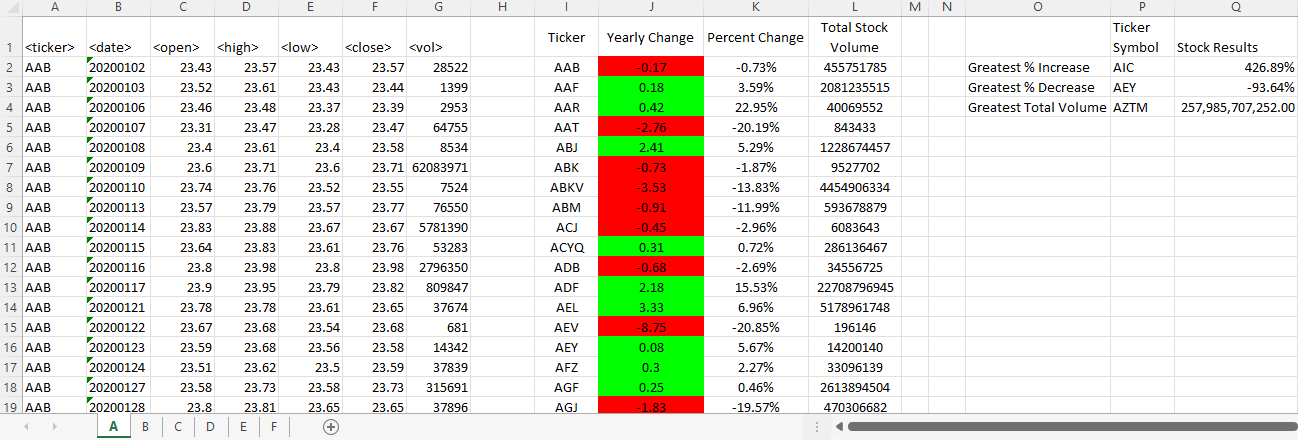 A B C D E F G H I J K L M N O P Q
1 <ticker> <date> <open> <high> <low> <close> <vol> Ticker Yearly Change Percent Change Total Stock Volume Ticker Symbol Stock Results
2 AAB 20200102 23.43 23.57 23.43 23.57 28522 AAB -0.17 -0.73% 455751785 Greatest % Increase AIC 426.89%
3 AAB 20200103 23.52 23.61 23.43 23.44 1399 AAF 0.18 3.59% 2081235515 Greatest % Decrease AEY -93.64%
4 AAB 20200106 23.46 23.48 23.37 23.39 2953 AAR 0.42 22.95% 40069552 Greatest Total Volume AZTM 257,985,707,252.00
5 AAB 20200107 23.31 23.47 23.28 23.47 64755 AAT -2.76 -20.19% 843433
6 AAB 20200108 23.4 23.61 23.4 23.58 8534 ABJ 2.41 5.29% 1228674457
7 AAB 20200109 23.6 23.71 23.6 23.71 62083971 ABK -0.73 -1.87% 9527702
8 AAB 20200110 23.74 23.76 23.52 23.55 7524 ABKV -3.53 -13.83% 4454906334
9 AAB 20200113 23.57 23.79 23.57 23.77 76550 ABM -0.91 -11.99% 593678879
10 AAB 20200114 23.83 23.88 23.67 23.67 5781390 ACJ -0.45 -2.96% 6083643
11 AAB 20200115 23.64 23.83 23.61 23.76 53283 ACYQ 0.31 0.72% 286136467
12 AAB 20200116 23.8 23.98 23.8 23.98 2796350 ADB -0.68 -2.69% 34556725
13 AAB 20200117 23.9 23.95 23.79 23.82 809847 ADF 2.18 15.53% 22708796945
14 AAB 20200121 23.78 23.78 23.61 23.65 37674 AEL 3.33 6.96% 5178961748
15 AAB 20200122 23.67 23.68 23.54 23.68 681 AEV -8.75 -20.85% 196146
16 AAB 20200123 23.59 23.68 23.56 23.58 14342 AEY 0.08 5.67% 14200140
17 AAB 20200124 23.51 23.62 23.5 23.59 37839 AFZ 0.3 2.27% 33096139
18 AAB 20200127 23.58 23.73 23.58 23.73 315691 AGF 0.25 0.46% 2613894504
19 AAB 20200128 23.8 23.81 23.65 23.65 37896 AGJ -1.83 -19.57% 470306682
A B C D E F